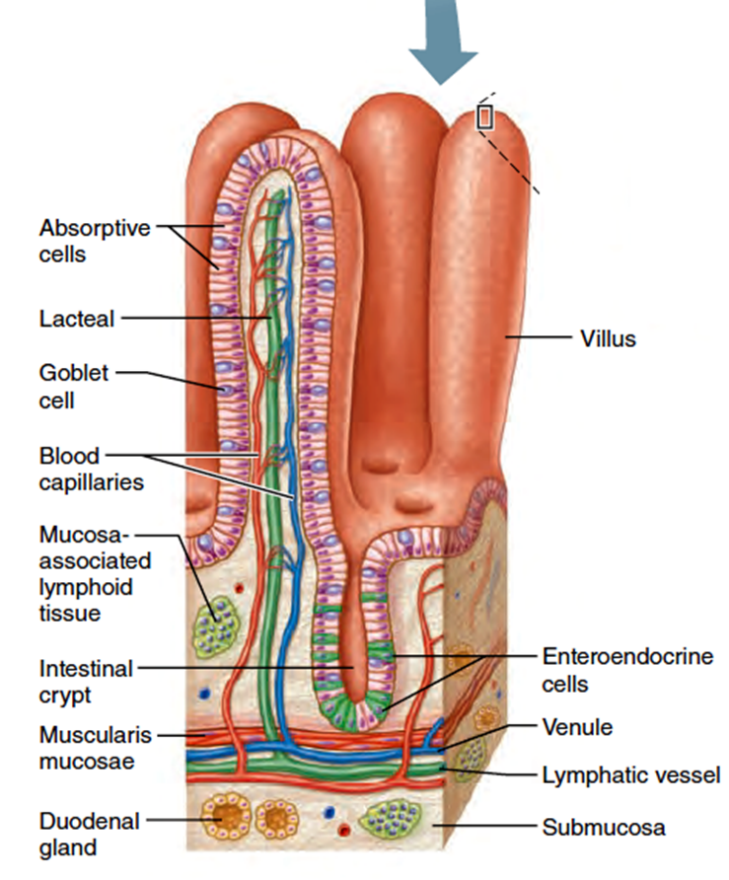 Absorptive
cells
Lacteal
Goblet
cell
Blood
capillaries
Mucosa-
associated
lymphoid
tissue
Intestinal
crypt
Muscularis
mucosae
Duodenal
gland
Villus
Enteroendocrine
cells
Venule
Lymphatic vessel
Submucosa